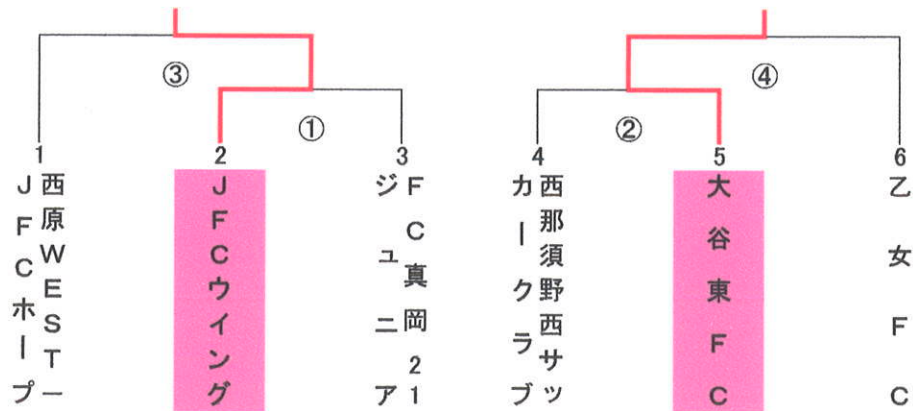 ③
④
①
②
1
2
3
4
5
6
西原WESTー
JFCホープ
JFCウイング
FC真岡21
ジュニア
西那須野西サッ
カークラブ
大谷東FC
乙女FC